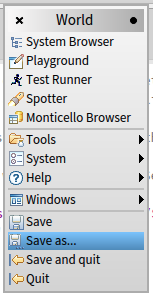 World
System Browser
Playground
Test Runner
Spotter
Monticello Browser
Tools
System
Help
Windows
Save
Save as...
Save and quit
Quit